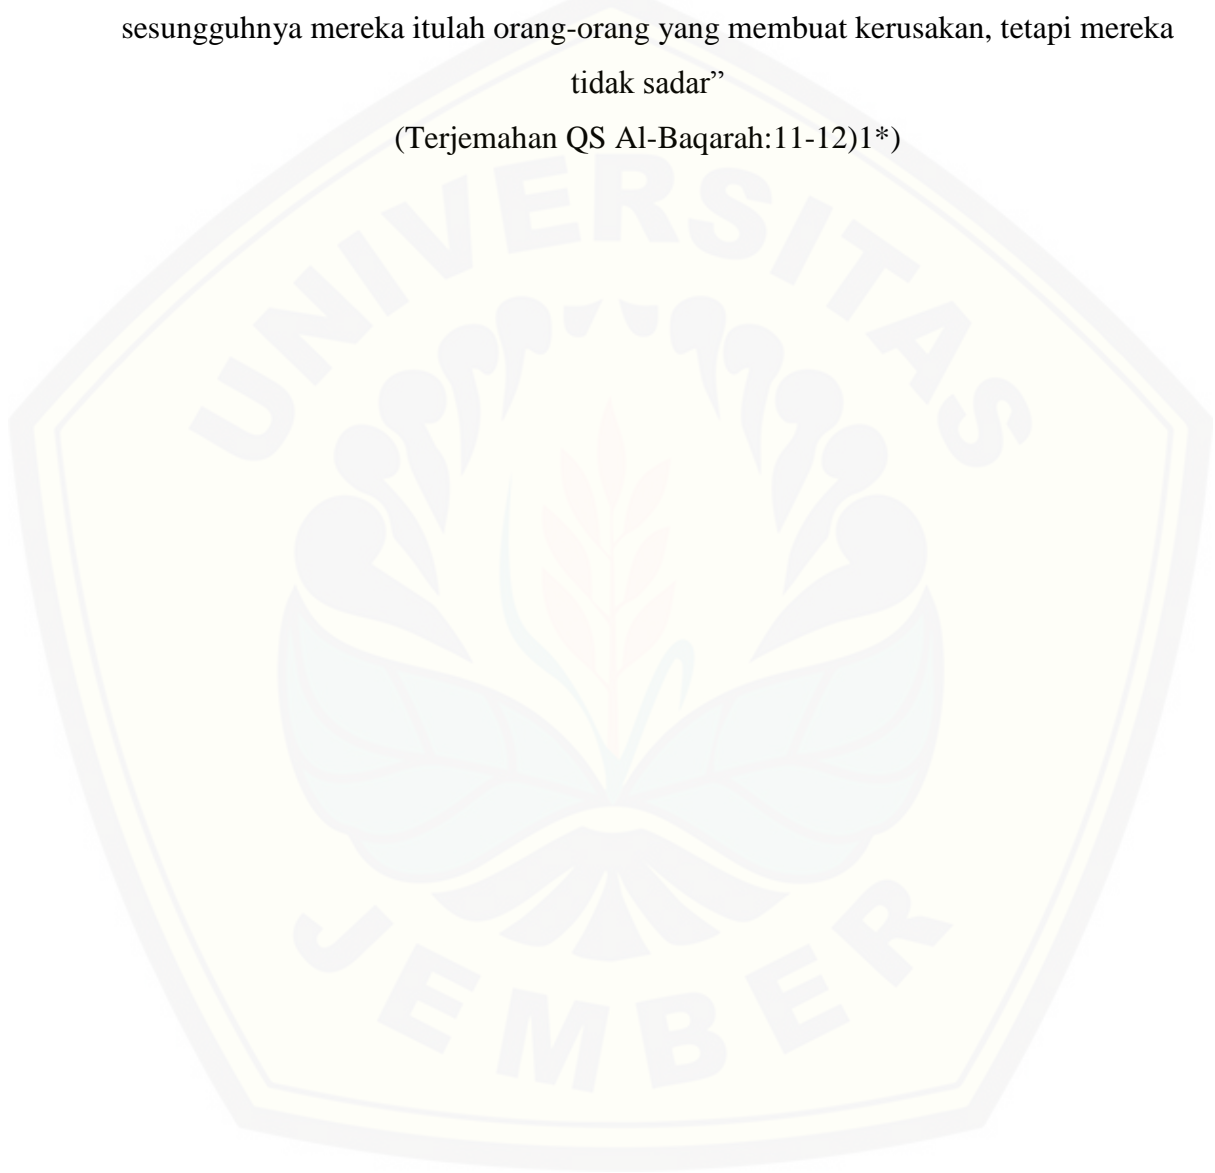 sesungguhnya mereka itulah orang-orang yang membuat kerusakan, tetapi mereka
tidak sadar”
(Terjemahan QS Al-Baqarah:11-12)1*)
UNIVERSITAS
JEMBER